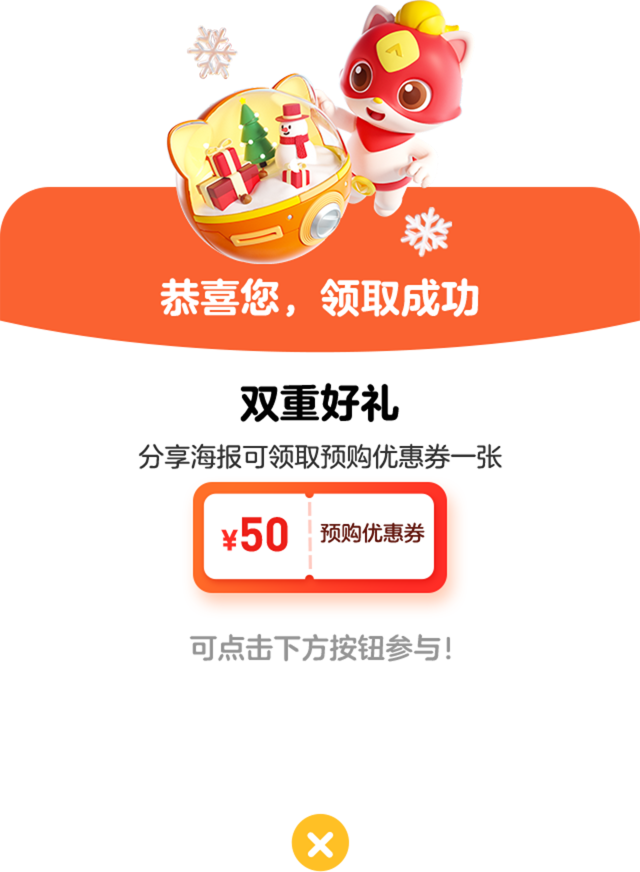 恭喜您，领取成功
双重好礼
分享海报可领取预购优惠券一张
¥50
预购优惠券
可点击下方按钮参与！